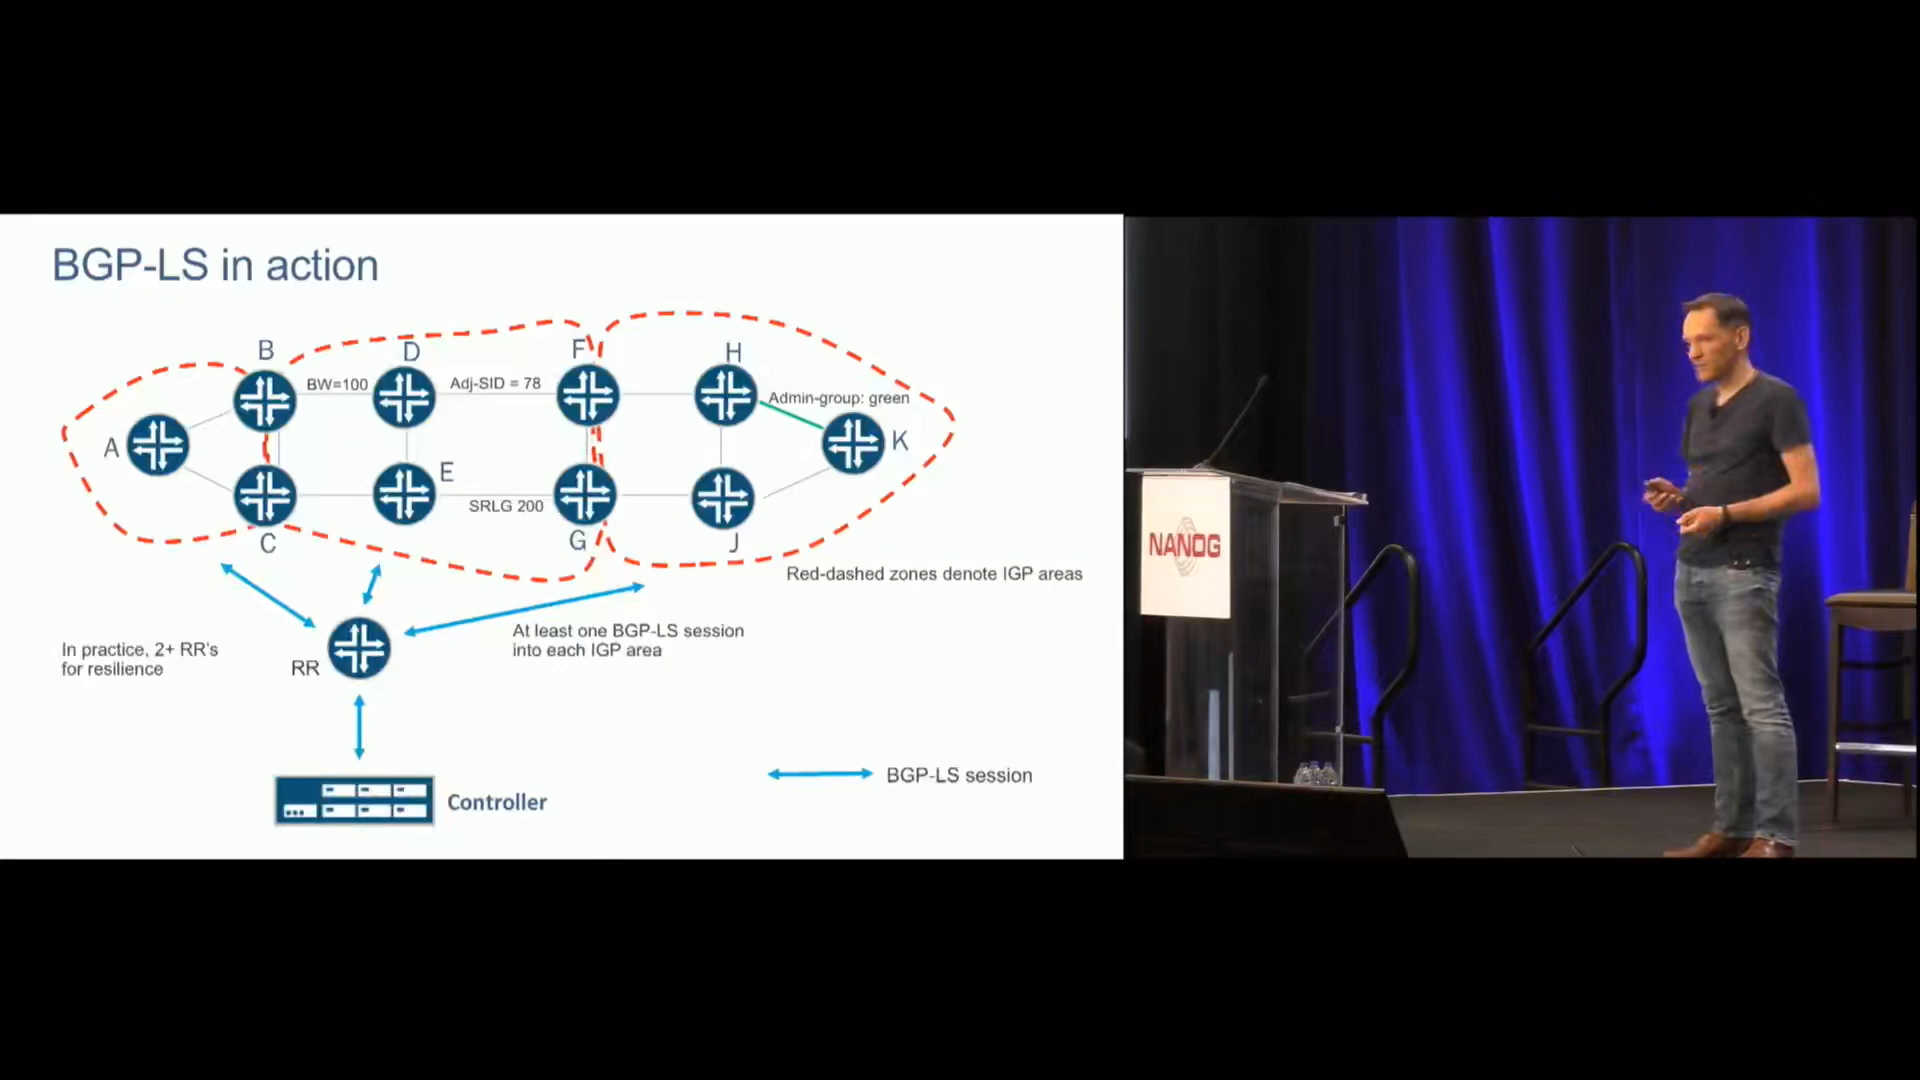 BGP-LS in action
B
D
F
H
BW=100
Adj-SID = 78
Admin-group: green
A
K
E
SRLG 200
C
G
J
Red-dashed zones denote IGP areas
At least one BGP-LS session
into each IGP area
In practice, 2+ RR's
for resilience
RR
BGP-LS session
Controller
NANOG